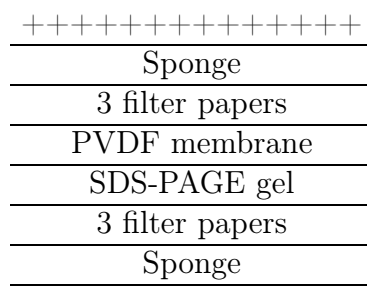 ++++++++++++++
Sponge
3 filter papers
PVDF membrane
SDS-PAGE gel
3 filter papers
Sponge